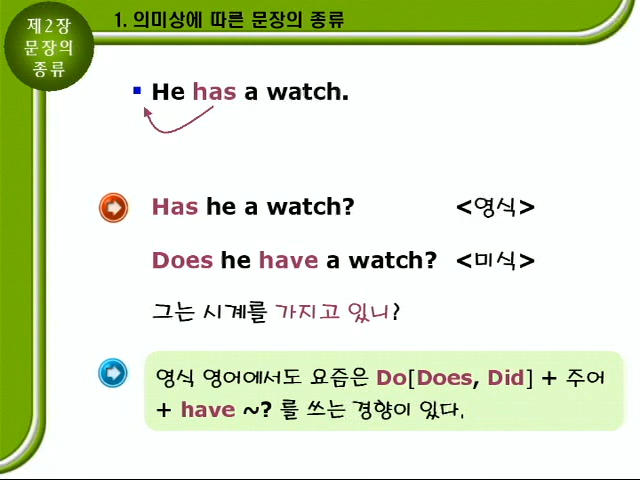 제2장
문장의
종류
1. 의미상에 따른 문장의 종류
He has a watch.
Has he a watch? <영식>
Does he have a watch? <미식>
그는 시계를 가지고 있니?
영식 영어에서도 요즘은 Do[Does, Did] + 주어
+ have ~? 를 쓰는 경향이 있다.